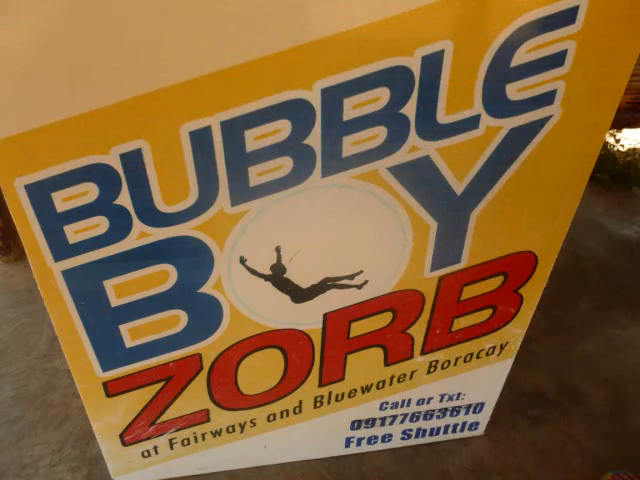 BUBBLE
BOY
ZORB
at Fairways and Bluewater Boracay
Call or Txt:
09177663610
Free Shuttle